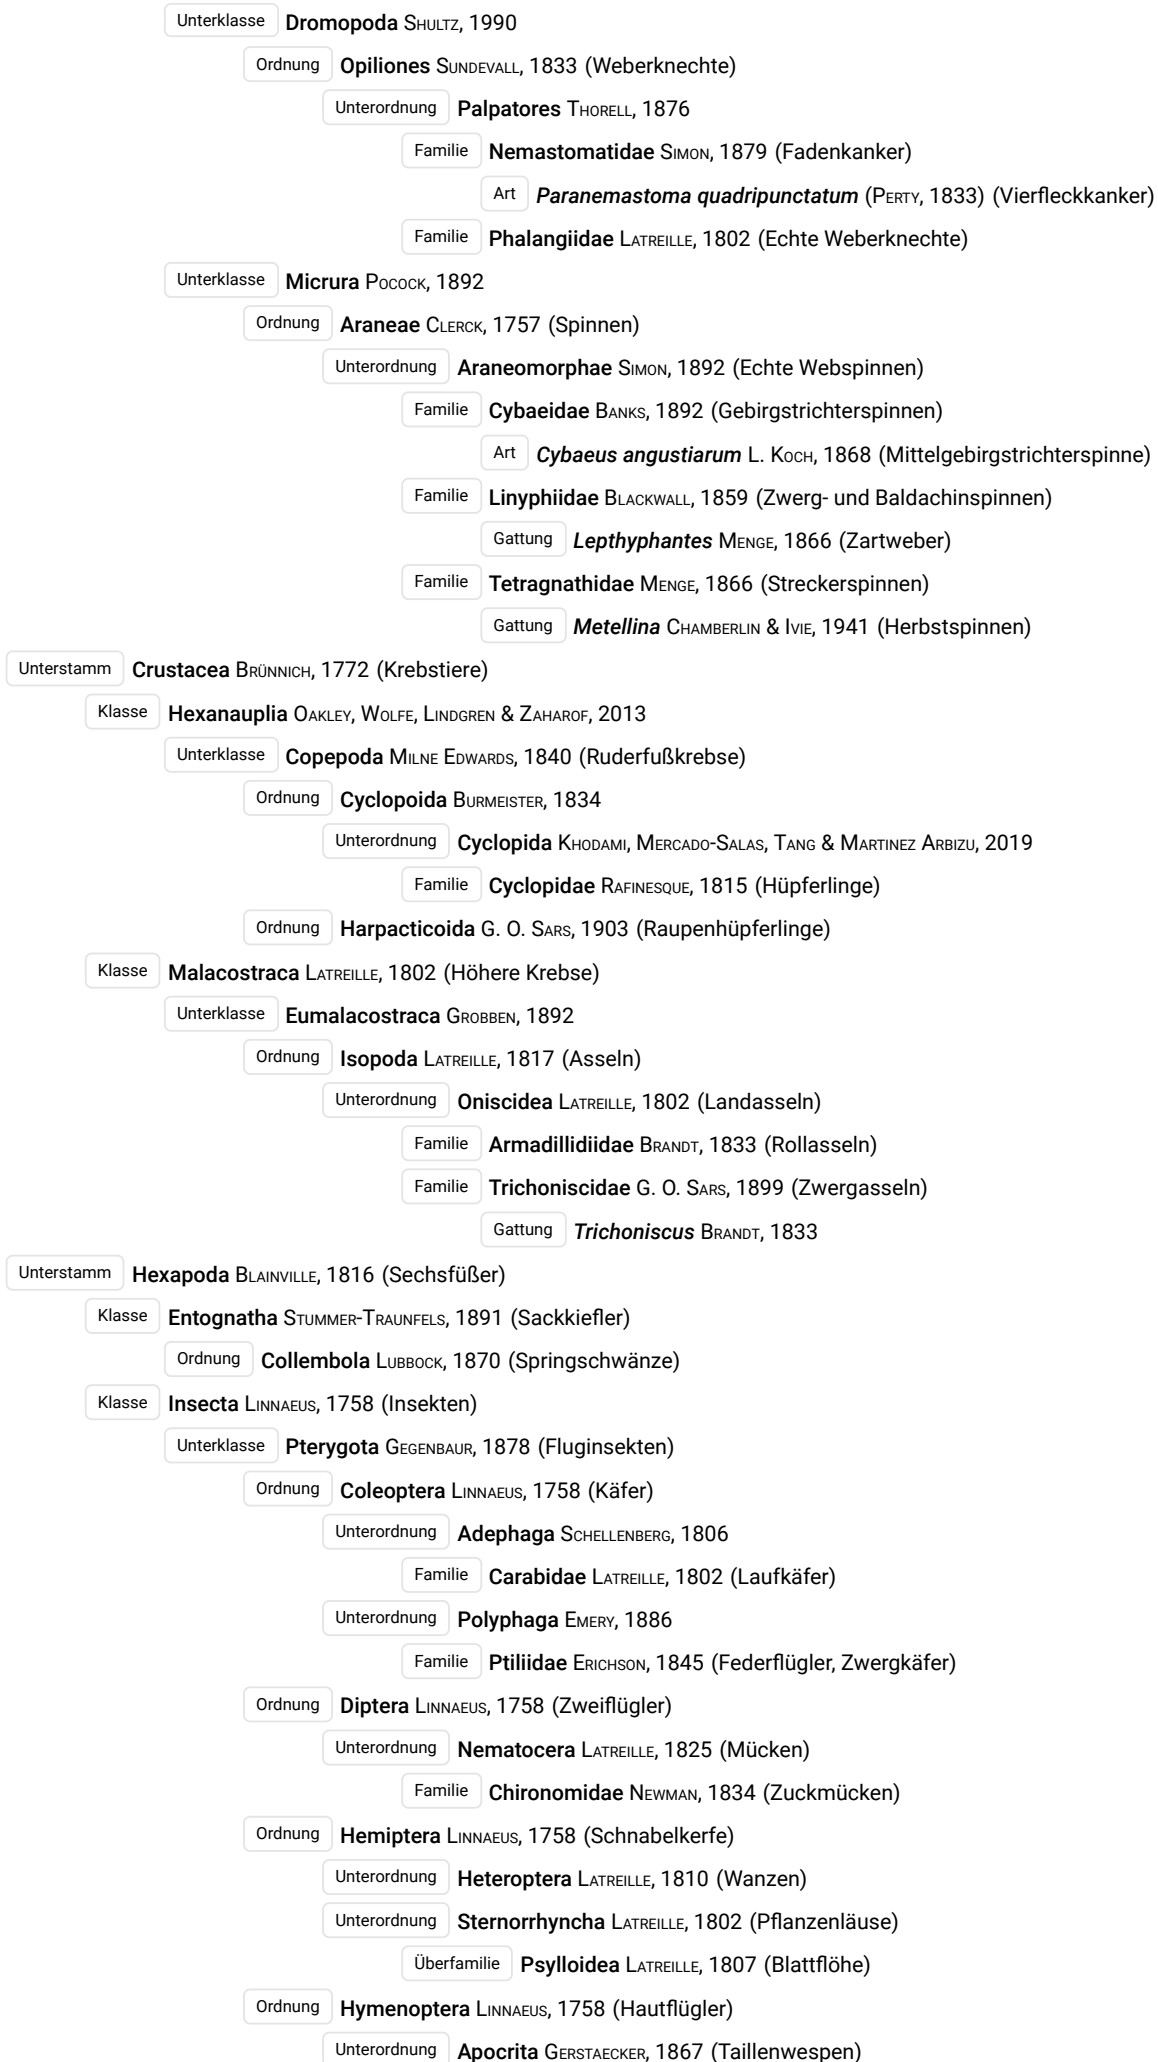 Unterklasse Dromopoda Shultz, 1990
Ordnung Opiliones Sundevall, 1833 (Weberknechte)
Unterordnung Palpatores Thorell, 1876
Familie Nemastomatidae Simon, 1879 (Fadenkanker)
Art Paranemastoma quadripunctatum (Perty, 1833) (Vierfleckkanker)
Familie Phalangiidae Latreille, 1802 (Echte Weberknechte)
Unterklasse Micrura Pocock, 1892
Ordnung Araneae Clerck, 1757 (Spinnen)
Unterordnung Araneomorphae Simon, 1892 (Echte Webspinnen)
Familie Cybaeidae Banks, 1892 (Gebirgstrichterspinnen)
Art Cybaeus angustiarum L. Koch, 1868 (Mittelgebirgstrichterspinne)
Familie Linyphiidae Blackwall, 1859 (Zwerg- und Baldachinspinnen)
Gattung Lepthyphantes Menge, 1866 (Zartweber)
Familie Tetragnathidae Menge, 1866 (Streckerspinnen)
Gattung Metellina Chamberlin & Ivie, 1941 (Herbstspinnen)
Unterstamm Crustacea Brünnich, 1772 (Krebstiere)
Klasse Hexanauplia Oakley, Wolfe, Lindgren & Zaharof, 2013
Unterklasse Copepoda Milne Edwards, 1840 (Ruderfußkrebse)
Ordnung Cyclopoida Burmeister, 1834
Unterordnung Cyclopida Khodami, Mercado-Salas, Tang & Martinez Arbizu, 2019
Familie Cyclopidae Rafinesque, 1815 (Hüpferlinge)
Ordnung Harpacticoida G. O. Sars, 1903 (Raupenhüpferlinge)
Klasse Malacostraca Latreille, 1802 (Höhere Krebse)
Unterklasse Eumalacostraca Grobben, 1892
Ordnung Isopoda Latreille, 1817 (Asseln)
Unterordnung Oniscidea Latreille, 1802 (Landasseln)
Familie Armadillidiidae Brandt, 1833 (Rollasseln)
Familie Trichoniscidae G. O. Sars, 1899 (Zwergasseln)
Gattung Trichoniscus Brandt, 1833
Unterstamm Hexapoda Blainville, 1816 (Sechsfüßer)
Klasse Entognatha Stummer-Traunfels, 1891 (Sackkiefler)
Ordnung Collembola Lubbock, 1870 (Springschwänze)
Klasse Insecta Linnaeus, 1758 (Insekten)
Unterklasse Pterygota Gegenbaur, 1878 (Fluginsekten)
Ordnung Coleoptera Linnaeus, 1758 (Käfer)
Unterordnung Adephaga Schellenberg, 1806
Familie Carabidae Latreille, 1802 (Laufkäfer)
Unterordnung Polyphaga Emery, 1886
Familie Ptiliidae Erichson, 1845 (Federflügler, Zwergkäfer)
Ordnung Diptera Linnaeus, 1758 (Zweiflügler)
Unterordnung Nematocera Latreille, 1825 (Mücken)
Familie Chironomidae Newman, 1834 (Zuckmücken)
Ordnung Hemiptera Linnaeus, 1758 (Schnabelkerfe)
Unterordnung Heteroptera Latreille, 1810 (Wanzen)
Unterordnung Sternorrhyncha Latreille, 1802 (Pflanzenläuse)
Überfamilie Psylloidea Latreille, 1807 (Blattflöhe)
Ordnung Hymenoptera Linnaeus, 1758 (Hautflügler)
Unterordnung Apocrita Gerstaecker, 1867 (Taillenwespen)